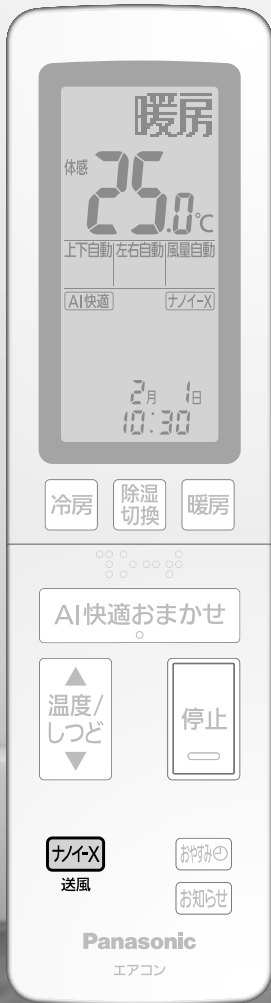 暖房
体感
25.0℃
上下自動 左右自動 風量自動
AI快適 ナノイーX
2月 1日
10:30
冷房 除湿切換 暖房
AI快適おまかせ
▲
温度/
しつど
▼
停止
ナノイーX
送風
おやすみ
お知らせ
Panasonic
エアコン